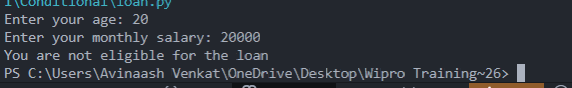 1\Conditional\loan.py
Enter your age: 20
Enter your monthly salary: 20000
You are not eligible for the loan
PS C:\Users\Avinaash Venkat\OneDrive\Desktop\Wipro Training~26>